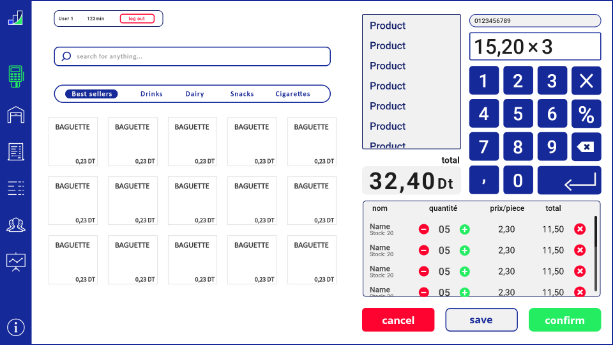 User 1 123min log out
search for anything...
Best sellers Drinks Dairy Snacks Cigarettes
BAGUETTE BAGUETTE BAGUETTE BAGUETTE BAGUETTE
0,23 DT 0,23 DT 0,23 DT 0,23 DT 0,23 DT
BAGUETTE BAGUETTE BAGUETTE BAGUETTE BAGUETTE
0,23 DT 0,23 DT 0,23 DT 0,23 DT 0,23 DT
BAGUETTE BAGUETTE BAGUETTE BAGUETTE BAGUETTE
0,23 DT 0,23 DT 0,23 DT 0,23 DT 0,23 DT
Product
Product
Product
Product
Product
Product
Product
total
32,40 Dt
0123456789
15,20 × 3
1 2 3 ×
4 5 6 %
7 8 9
, 0
nom quantité prix/piece total
Name
Stock: 20
05 2,30 11,50
Name
Stock: 20
05 2,30 11,50
Name
Stock: 20
05 2,30 11,50
Name
Stock: 20
05 2,30 11,50
cancel save confirm